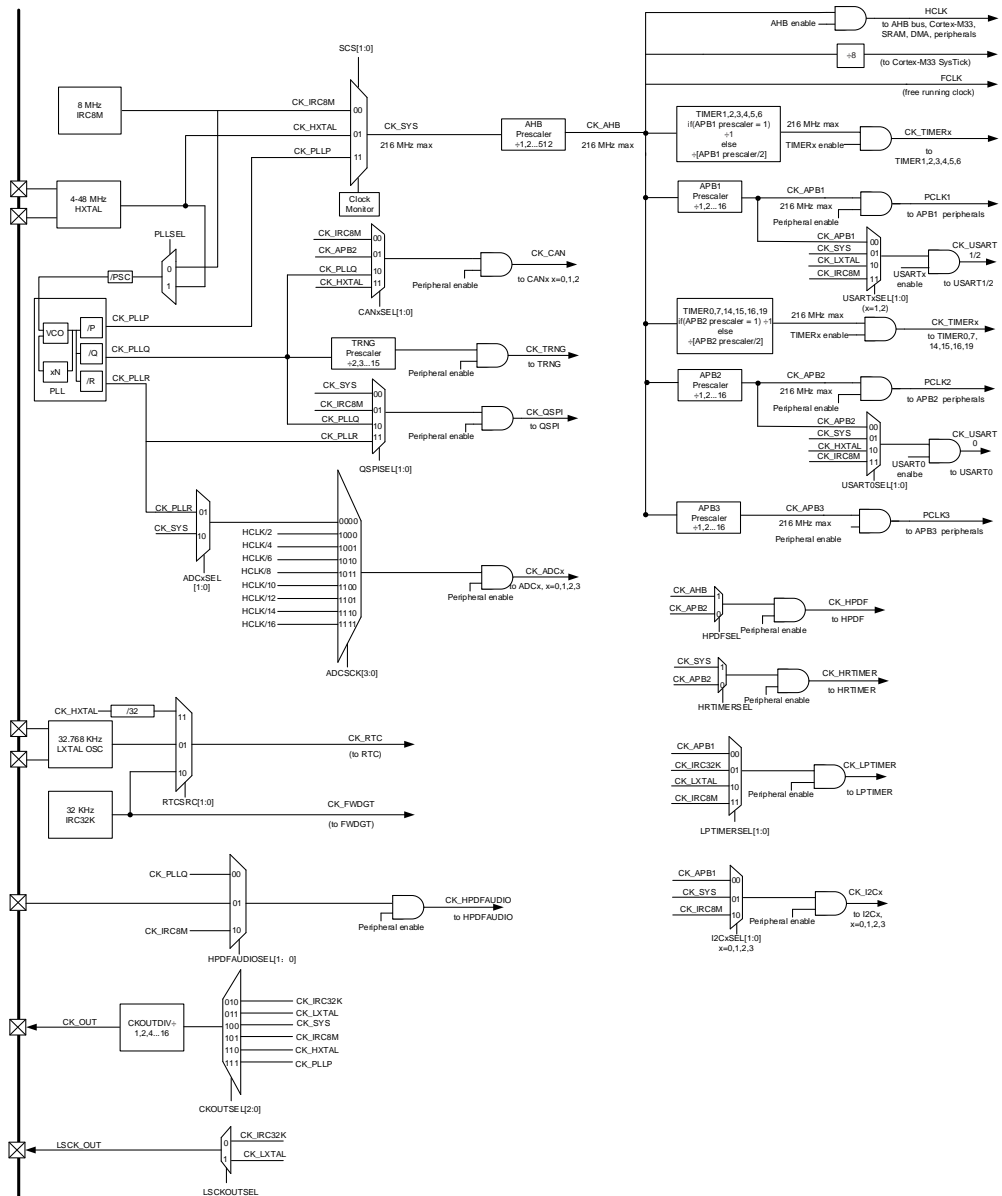 SCS[1:0]
8 MHz
IRC8M
CK_IRC8M
00
CK_HXTAL
01
CK_PLLP
11
CK_SYS
216 MHz max
AHB
Prescaler
÷1,2...512
CK_AHB
216 MHz max
Clock
Monitor
4-48 MHz
HXTAL
PLLSEL
0
1
/PSC
VCO
xN
/P
/Q
/R
PLL
CK_PLLP
CK_PLLQ
CK_PLLR
CK_IRC8M
00
CK_APB2
01
CK_PLLQ
10
CK_HXTAL
11
CANxSEL[1:0]
Peripheral enable
CK_CAN
to CANx x=0,1,2
TRNG
Prescaler
÷2,3...15
Peripheral enable
CK_TRNG
to TRNG
CK_SYS
00
CK_IRC8M
01
CK_PLLQ
10
CK_PLLR
11
QSPISEL[1:0]
Peripheral enable
CK_QSPI
to QSPI
CK_PLLR
01
CK_SYS
10
ADCxSEL
[1:0]
0000
HCLK/2
1000
HCLK/4
1001
HCLK/6
1010
HCLK/8
1011
HCLK/10
1100
HCLK/12
1101
HCLK/14
1110
HCLK/16
1111
ADCSCK[3:0]
Peripheral enable
CK_ADCx
to ADCx, x=0,1,2,3
CK_HXTAL
/32
11
32.768 KHz
LXTAL OSC
01
10
RTCSRC[1:0]
CK_RTC
(to RTC)
32 KHz
IRC32K
CK_FWDGT
(to FWDGT)
CK_PLLQ
00
01
CK_IRC8M
10
HPDFAUDIOSEL[1: 0]
Peripheral enable
CK_HPDFAUDIO
to HPDFAUDIO
CK_OUT
CKOUTDIV÷
1,2,4...16
010
CK_IRC32K
011
CK_LXTAL
100
CK_SYS
101
CK_IRC8M
110
CK_HXTAL
111
CK_PLLP
CKOUTSEL[2:0]
LSCK_OUT
0
CK_IRC32K
1
CK_LXTAL
LSCKOUTSEL
AHB enable
HCLK
to AHB bus, Cortex-M33,
SRAM, DMA, peripherals
÷8
(to Cortex-M33 SysTick)
FCLK
(free running clock)
TIMER1,2,3,4,5,6
if(APB1 prescaler = 1)
÷1
else
÷[APB1 prescaler/2]
216 MHz max
TIMERx enable
CK_TIMERx
to
TIMER1,2,3,4,5,6
APB1
Prescaler
÷1,2...16
CK_APB1
216 MHz max
Peripheral enable
PCLK1
to APB1 peripherals
CK_APB1
00
CK_SYS
01
CK_LXTAL
10
CK_IRC8M
11
USARTxSEL[1:0]
(x=1,2)
USARTx
enable
CK_USART
1/2
to USART1/2
TIMER0,7,14,15,16,19
if(APB2 prescaler = 1) ÷1
else
÷[APB2 prescaler/2]
216 MHz max
TIMERx enable
CK_TIMERx
to TIMER0,7,
14,15,16,19
APB2
Prescaler
÷1,2...16
CK_APB2
216 MHz max
Peripheral enable
PCLK2
to APB2 peripherals
CK_APB2
00
CK_SYS
01
CK_HXTAL
10
CK_IRC8M
11
USART0SEL[1:0]
USART0
enalbe
CK_USART
0
to USART0
APB3
Prescaler
÷1,2...16
CK_APB3
216 MHz max
Peripheral enable
PCLK3
to APB3 peripherals
CK_AHB
1
CK_APB2
0
HPDFSEL
Peripheral enable
CK_HPDF
to HPDF
CK_SYS
1
CK_APB2
0
HRTIMERSEL
Peripheral enable
CK_HRTIMER
to HRTIMER
CK_APB1
00
CK_IRC32K
01
CK_LXTAL
10
CK_IRC8M
11
LPTIMERSEL[1:0]
Peripheral enable
CK_LPTIMER
to LPTIMER
CK_APB1
00
CK_SYS
01
CK_IRC8M
10
I2CxSEL[1:0]
x=0,1,2,3
Peripheral enable
CK_I2Cx
to I2Cx,
x=0,1,2,3